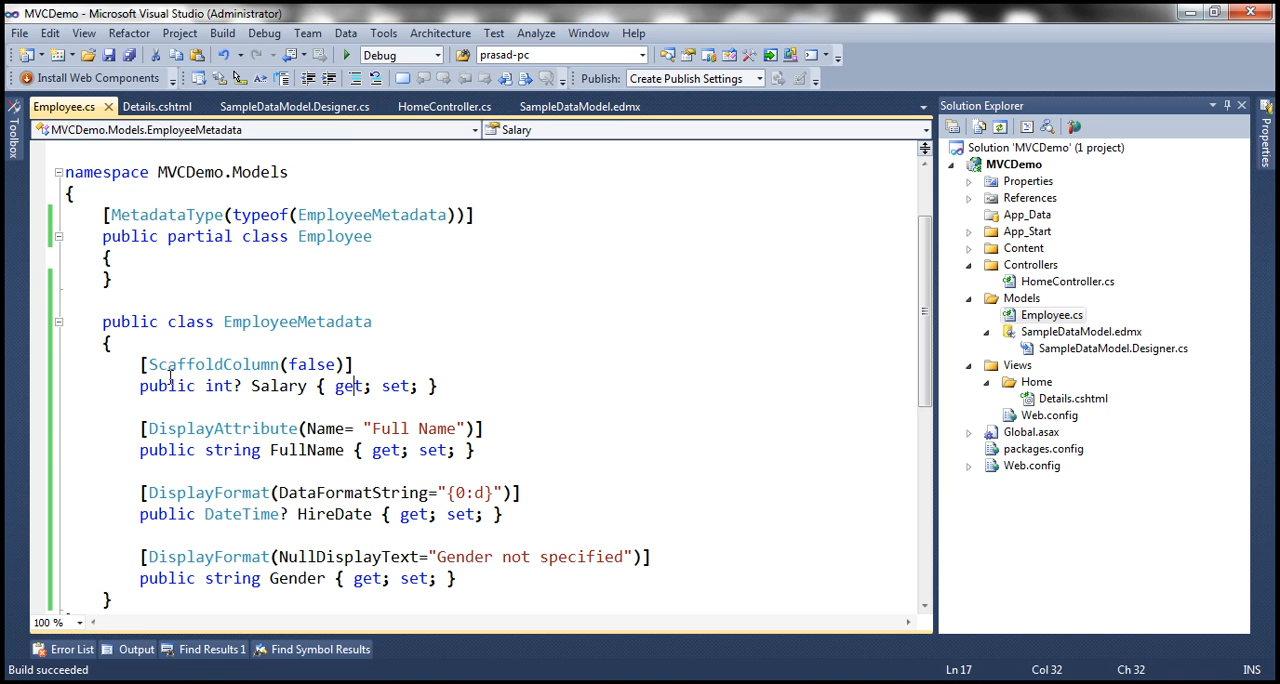 MVCDemo - Microsoft Visual Studio (Administrator)
File Edit View Refactor Project Build Debug Team Data Tools Architecture Test Analyze Window Help
Debug prasad-pc
Install Web Components Publish: Create Publish Settings
Employee.cs Details.cshtml SampleDataModel.Designer.cs HomeController.cs SampleDataModel.edmx
MVCDemo.Models.EmployeeMetadata Salary
namespace MVCDemo.Models
{
[MetadataType(typeof(EmployeeMetadata))]
public partial class Employee
{
}
public class EmployeeMetadata
{
[ScaffoldColumn(false)]
public int? Salary { get; set; }
[DisplayAttribute(Name= "Full Name")]
public string FullName { get; set; }
[DisplayFormat(DataFormatString="{0:d}")]
public DateTime? HireDate { get; set; }
[DisplayFormat(NullDisplayText="Gender not specified")]
public string Gender { get; set; }
}
100 %
Toolbox
Solution Explorer
Solution 'MVCDemo' (1 project)
MVCDemo
Properties
References
App_Data
App_Start
Content
Controllers
HomeController.cs
Models
Employee.cs
SampleDataModel.edmx
SampleDataModel.Designer.cs
Views
Home
Details.cshtml
Web.config
Global.asax
packages.config
Web.config
Properties
Error List Output Find Results 1 Find Symbol Results
Build succeeded Ln 17 Col 32 Ch 32 INS